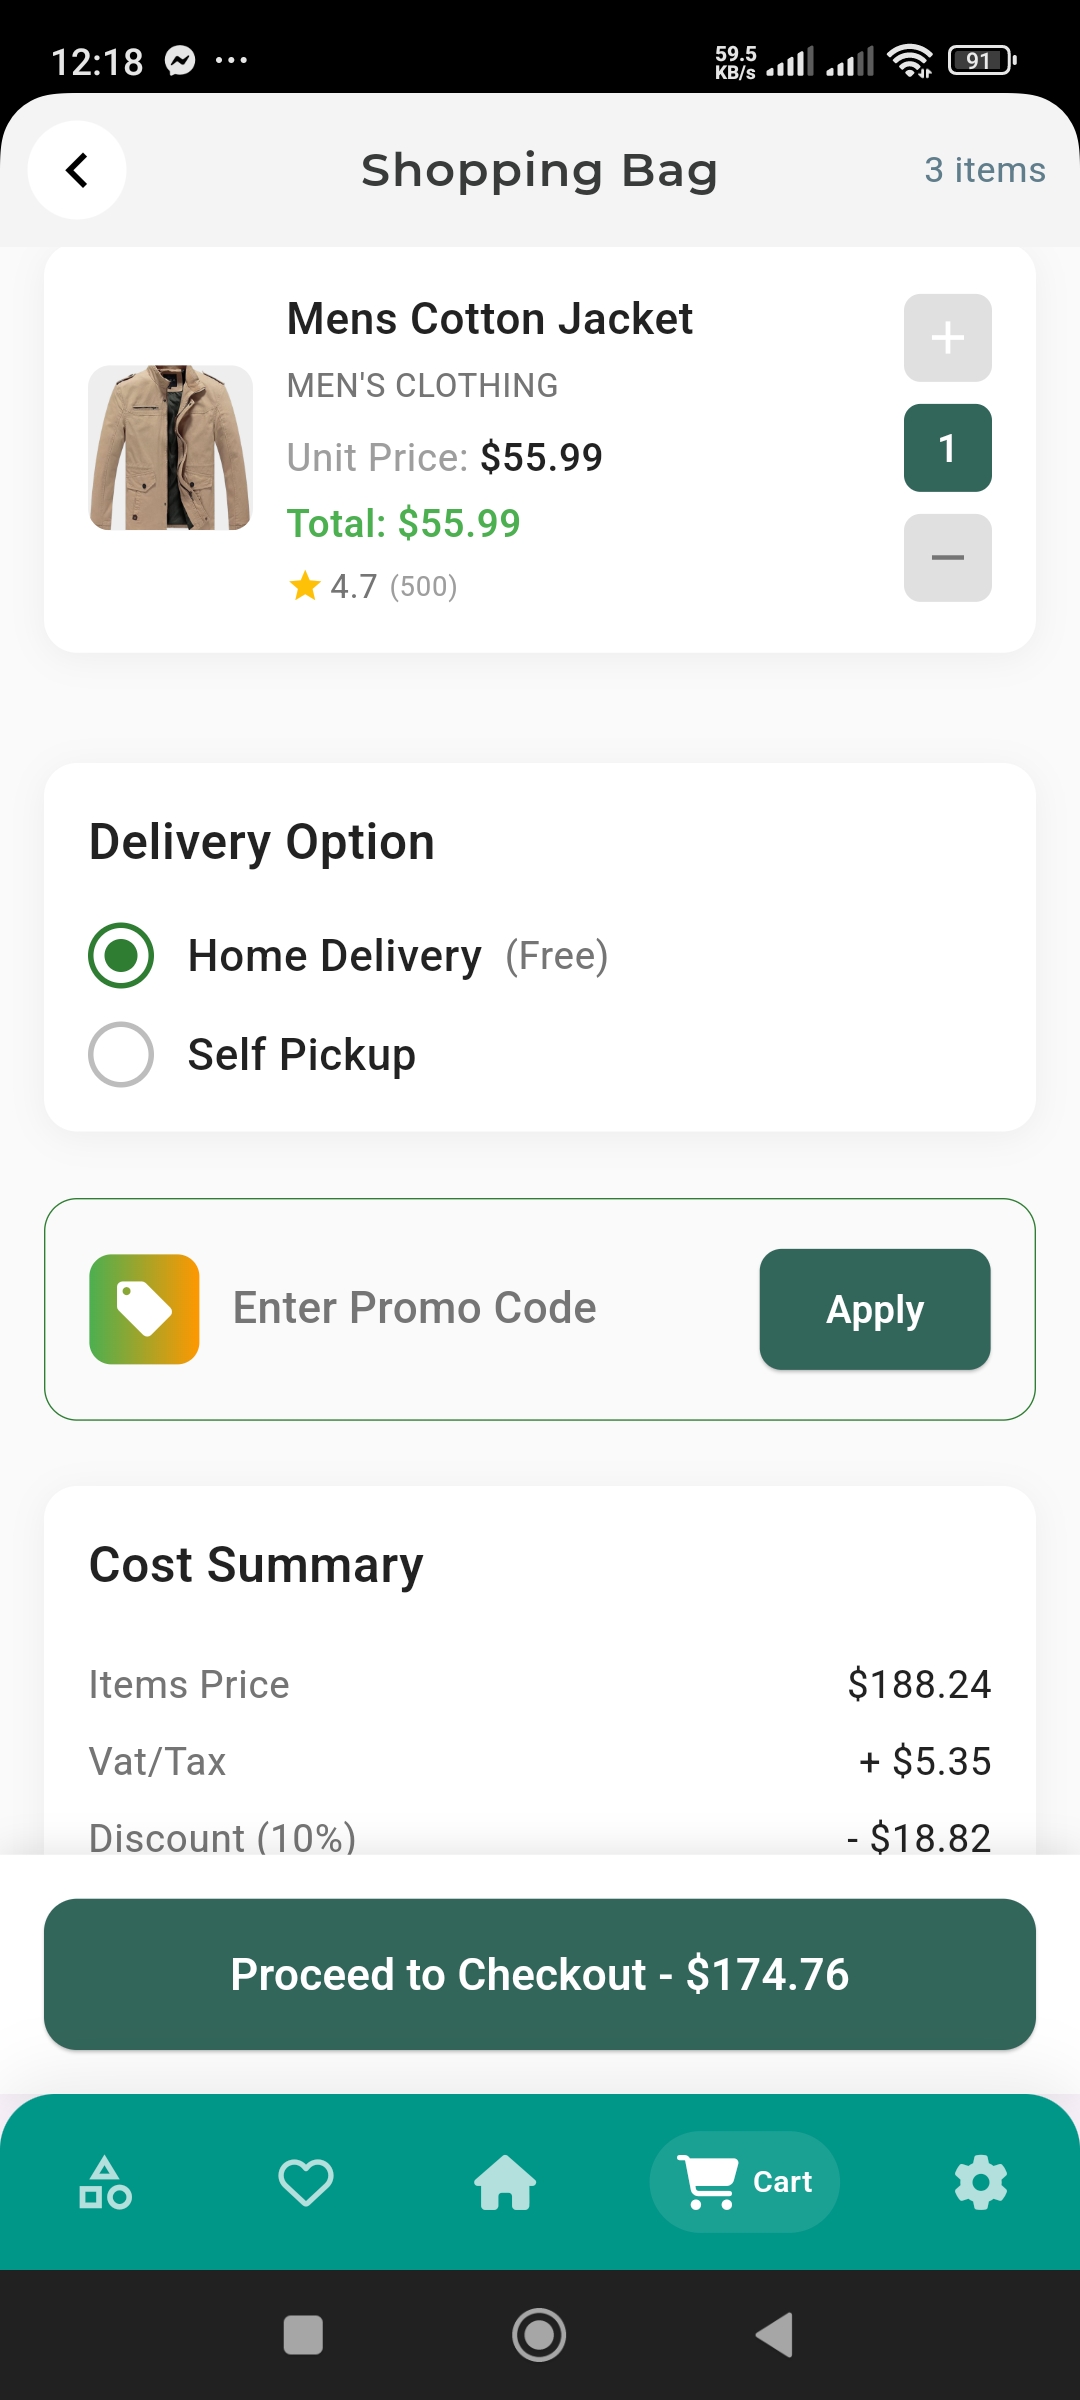 12:18
59.5
KB/s
91
Shopping Bag
3 items
Mens Cotton Jacket
MEN'S CLOTHING
Unit Price: $55.99
Total: $55.99
4.7 (500)
1
Delivery Option
Home Delivery (Free)
Self Pickup
Enter Promo Code
Apply
Cost Summary
Items Price $188.24
Vat/Tax + $5.35
Discount (10%) - $18.82
Proceed to Checkout - $174.76
Cart